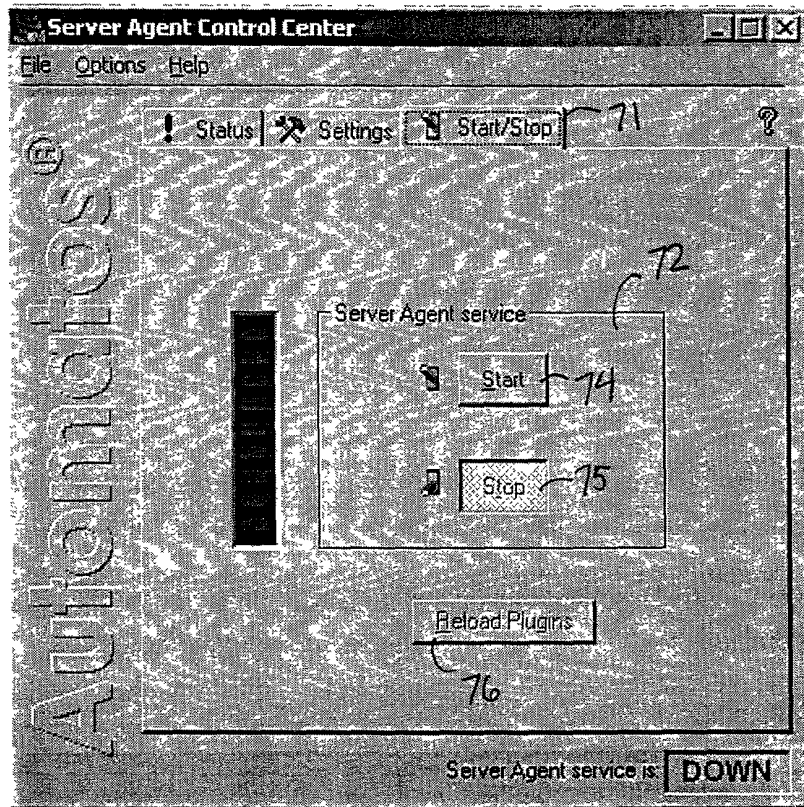 Server Agent Control Center
File Options Help
Status Settings Start/Stop 71 ?
Automatos®
72
Server Agent service
Start 74
Stop 75
Reload Plugins
76
Server Agent service is: DOWN